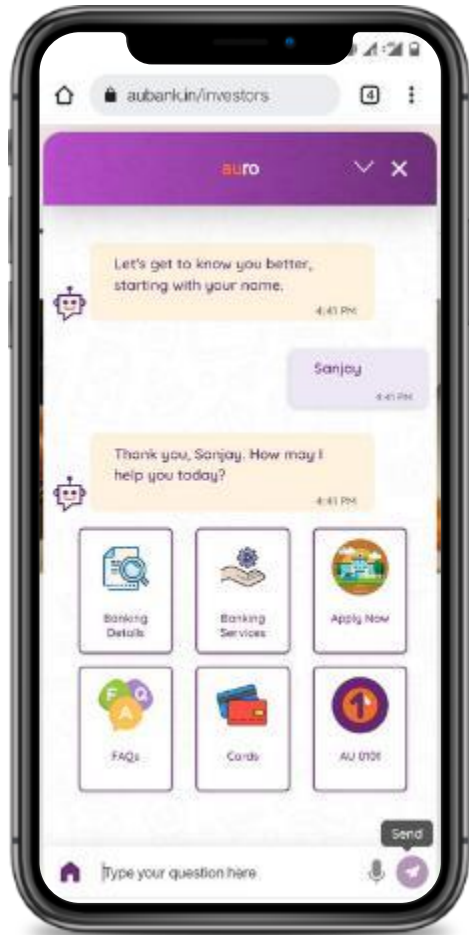 aubank.in/investors
4
auro
Let's get to know you better,
starting with your name.
4:41 PM
Sanjay
4:41 PM
Thank you, Sanjay. How may I
help you today?
4:41 PM
Banking
Details
Banking
Services
Apply Now
F Q
A
1
FAQs
Cards
AU 0101
Send
Type your question here